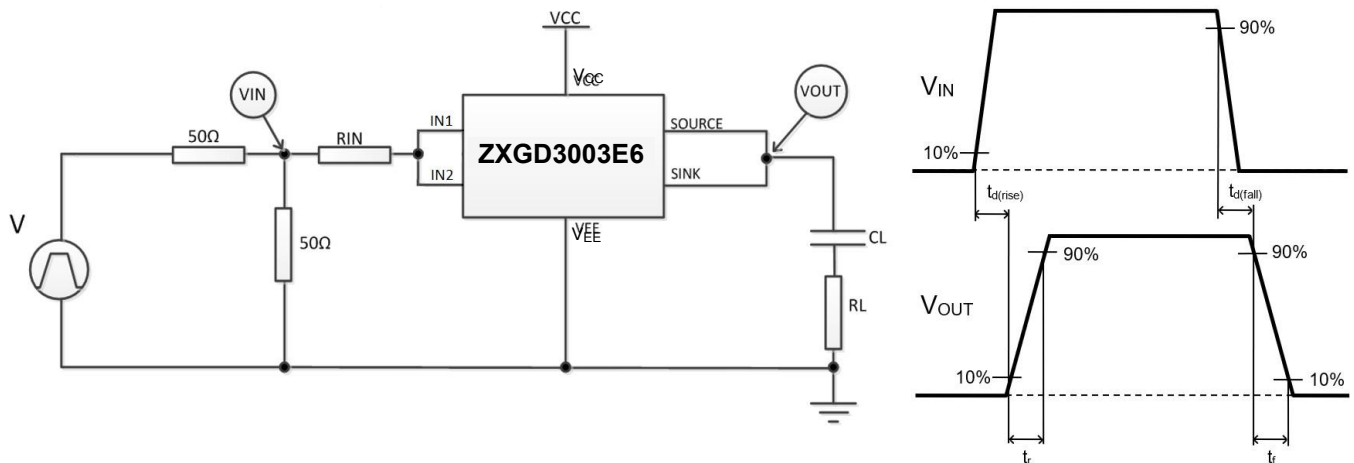 VCC
VCC
VIN
50Ω
RIN
IN1
IN2
ZXGD3003E6
SOURCE
SINK
VOUT
V
50Ω
VEE
VEE
CL
RL
VIN
90%
10%
td(rise)
td(fall)
VOUT
90%
90%
10%
10%
tr
tf